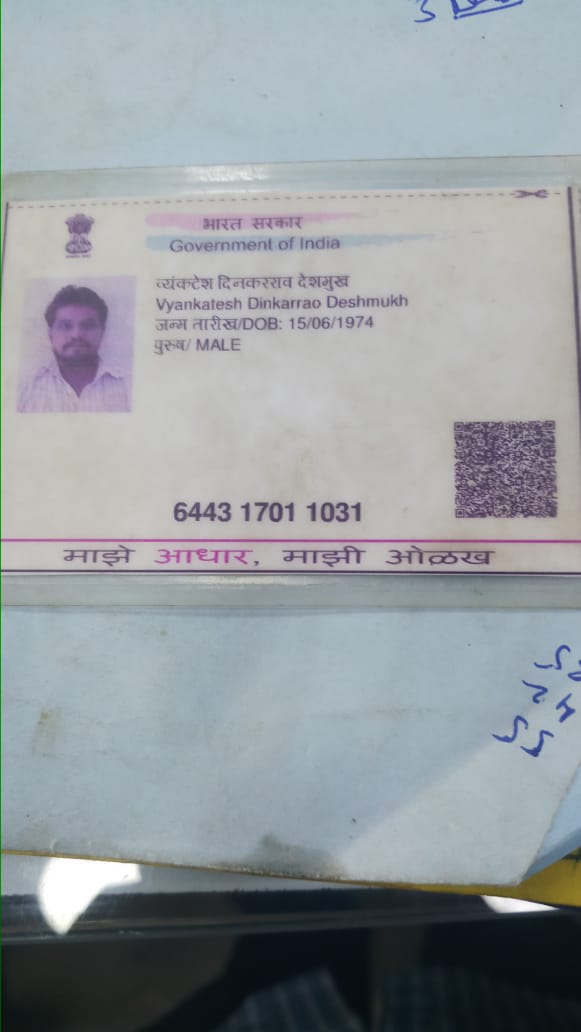 भारत सरकार
Government of India
व्यंकटेश दिनकरराव देशमुख
Vyankatesh Dinkarrao Deshmukh
जन्म तारीख/DOB: 15/06/1974
पुरुष/ MALE
6443 1701 1031
माझे आधार, माझी ओळख